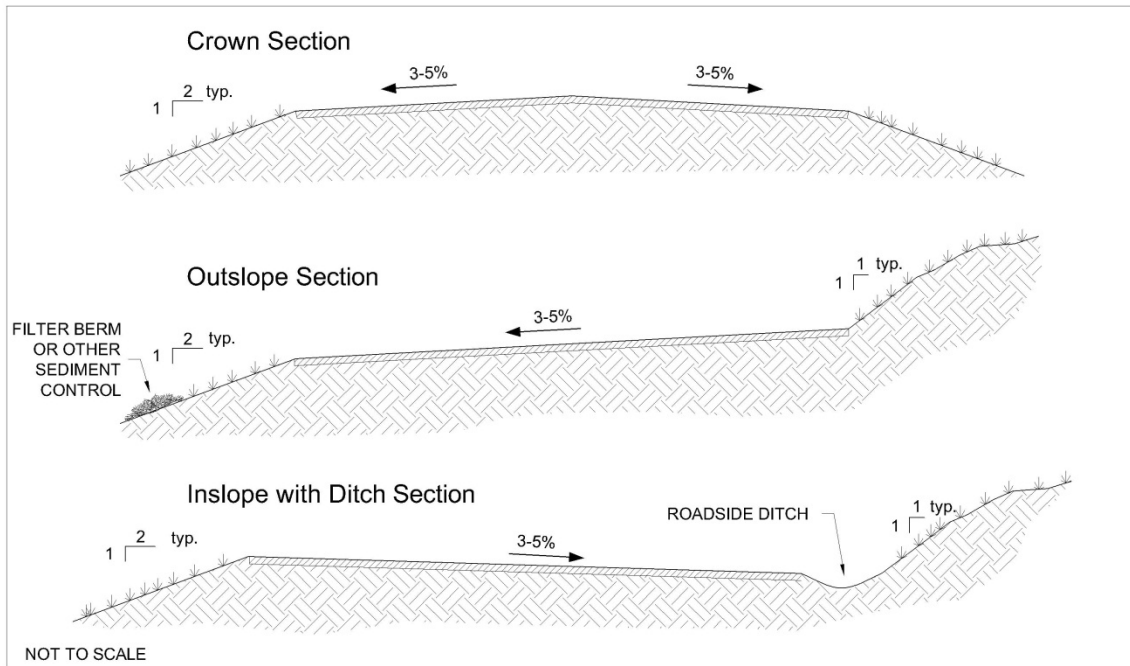 Crown Section
1 2 typ.
3-5%
3-5%
Outslope Section
1 1 typ.
FILTER BERM
OR OTHER
SEDIMENT
CONTROL
1 2 typ.
3-5%
Inslope with Ditch Section
ROADSIDE DITCH
1 1 typ.
1 2 typ.
3-5%
NOT TO SCALE